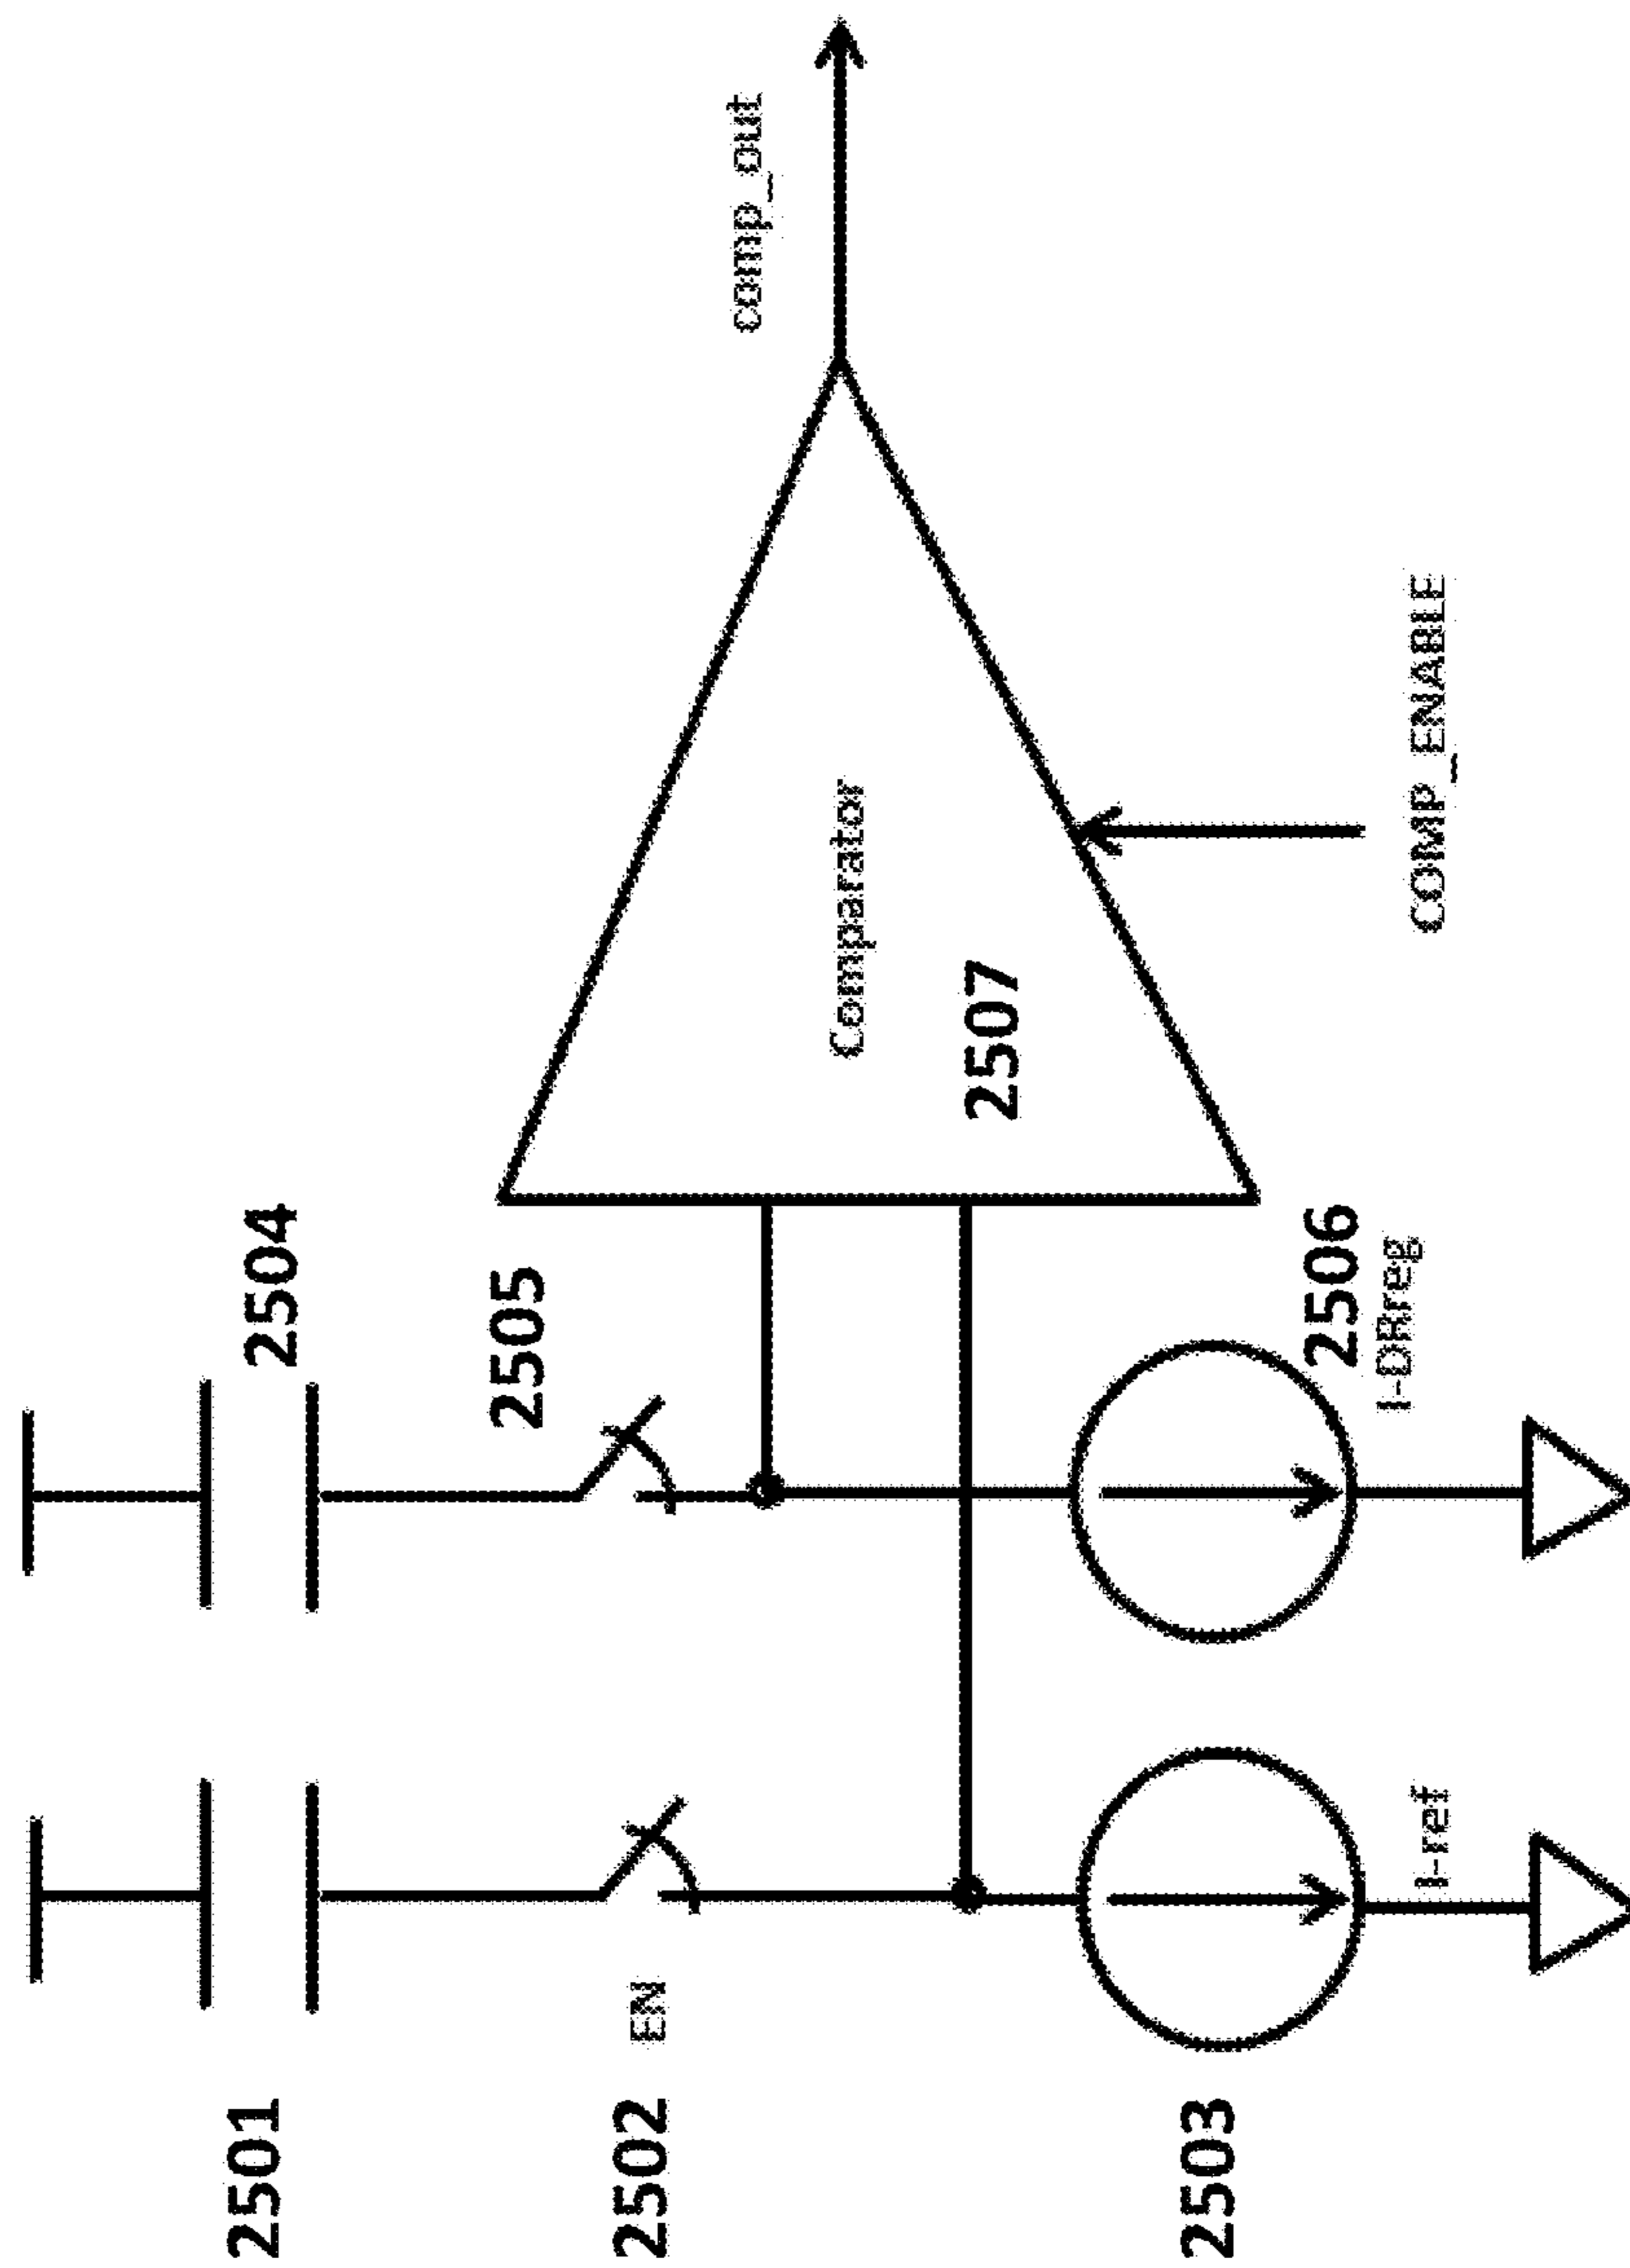 2501
2504
2502
EN
2505
comp_out
Comparator
2507
2503
I-ref
2506
I-DRreg
COMP_ENABLE